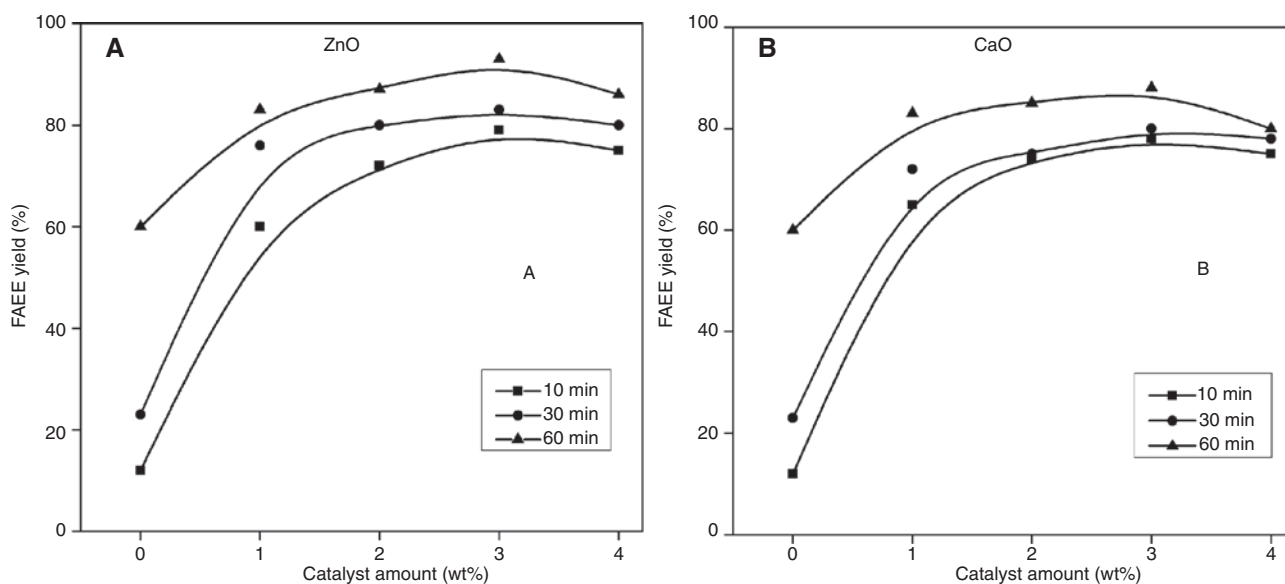 A
ZnO
FAEE yield (%)
100
80
60
40
20
0
A
10 min
30 min
60 min
0 1 2 3 4
Catalyst amount (wt%)
B
CaO
FAEE yield (%)
100
80
60
40
20
0
B
10 min
30 min
60 min
0 1 2 3 4
Catalyst amount (wt%)